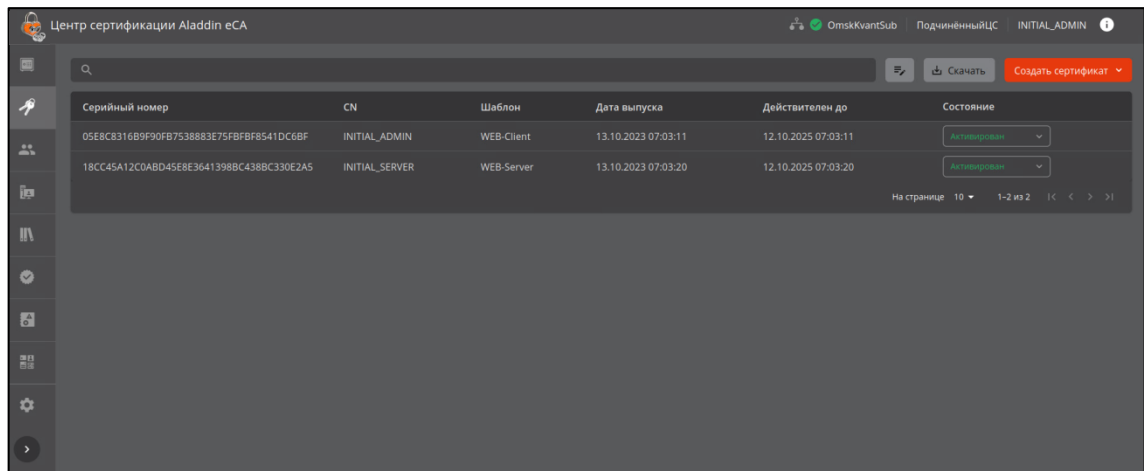 Центр сертификации Aladdin eCA
OmskKvantSub ПодчинённыйЦС INITIAL_ADMIN
Скачать Создать сертификат
Серийный номер CN Шаблон Дата выпуска Действителен до Состояние
05E8C8316B9F90FB7538883E75FBFBF8541DC6BF INITIAL_ADMIN WEB-Client 13.10.2023 07:03:11 12.10.2025 07:03:11 Активирован
18CC45A12C0ABD45E8E3641398BC438BC330E2A5 INITIAL_SERVER WEB-Server 13.10.2023 07:03:20 12.10.2025 07:03:20 Активирован
На странице 10 1–2 из 2